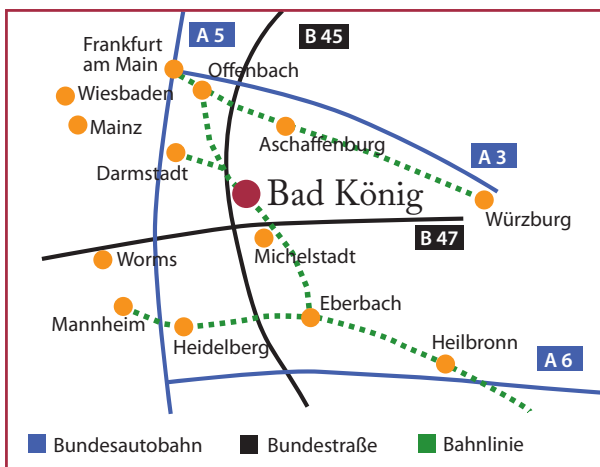 A 5
B 45
Frankfurt
am Main
Offenbach
Wiesbaden
Mainz
Aschaffenburg
Darmstadt
A 3
Bad König
Würzburg
B 47
Michelstadt
Worms
Eberbach
Mannheim
Heidelberg
Heilbronn
A 6
Bundesautobahn
Bundestraße
Bahnlinie